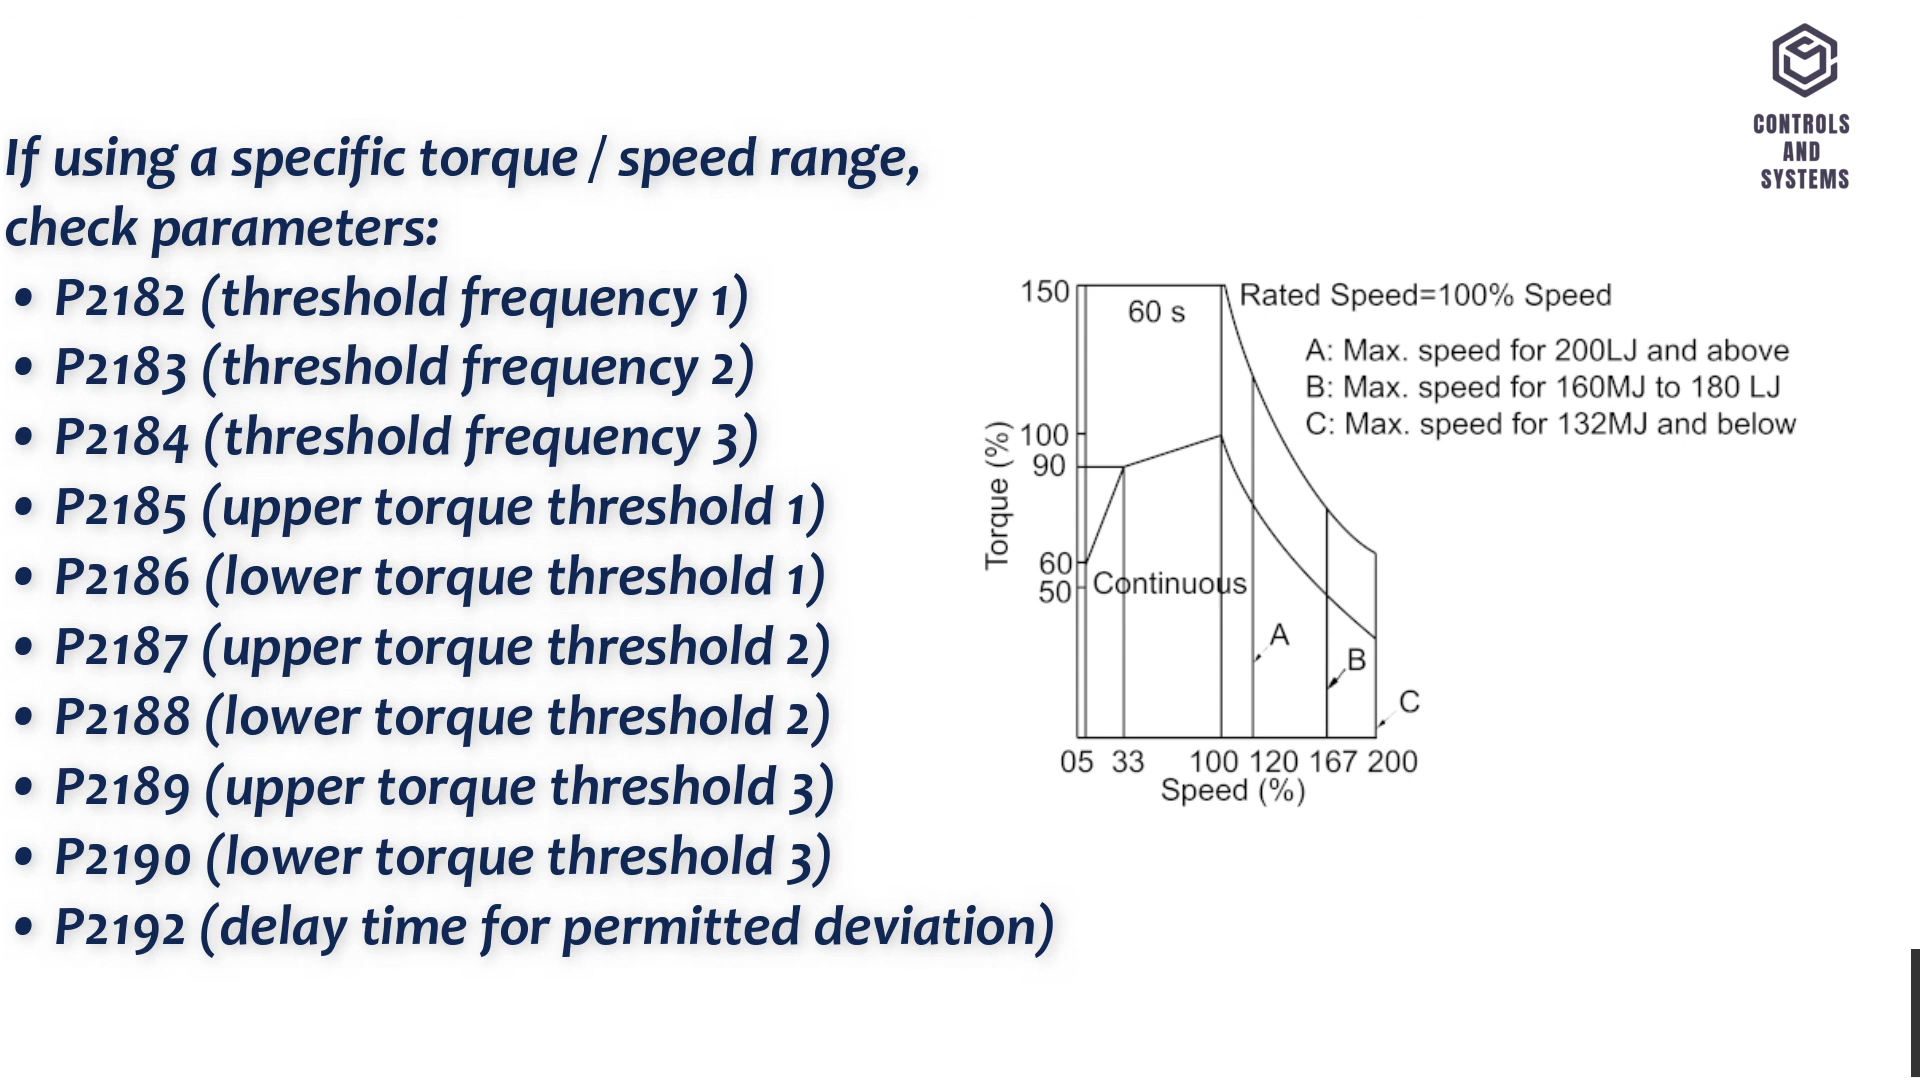 CONTROLS
AND
SYSTEMS
If using a specific torque / speed range,
check parameters:
• P2182 (threshold frequency 1)
• P2183 (threshold frequency 2)
• P2184 (threshold frequency 3)
• P2185 (upper torque threshold 1)
• P2186 (lower torque threshold 1)
• P2187 (upper torque threshold 2)
• P2188 (lower torque threshold 2)
• P2189 (upper torque threshold 3)
• P2190 (lower torque threshold 3)
• P2192 (delay time for permitted deviation)
Rated Speed=100% Speed
A: Max. speed for 200LJ and above
B: Max. speed for 160MJ to 180 LJ
C: Max. speed for 132MJ and below
Torque (%)
150
100
90
60
50
60 s
Continuous
A
B
C
05 33 100 120 167 200
Speed (%)